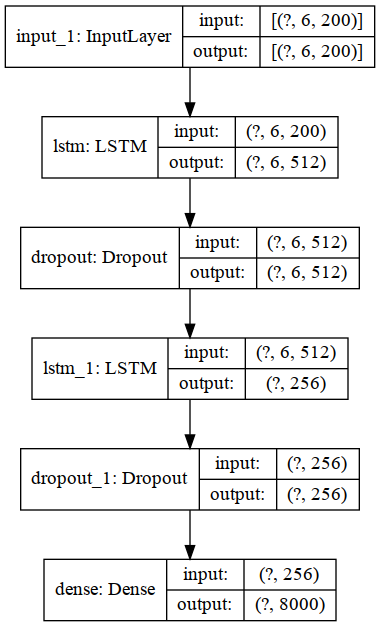 input_1: InputLayer
input:
[(?, 6, 200)]
output:
[(?, 6, 200)]
lstm: LSTM
input:
(?, 6, 200)
output:
(?, 6, 512)
dropout: Dropout
input:
(?, 6, 512)
output:
(?, 6, 512)
lstm_1: LSTM
input:
(?, 6, 512)
output:
(?, 256)
dropout_1: Dropout
input:
(?, 256)
output:
(?, 256)
dense: Dense
input:
(?, 256)
output:
(?, 8000)